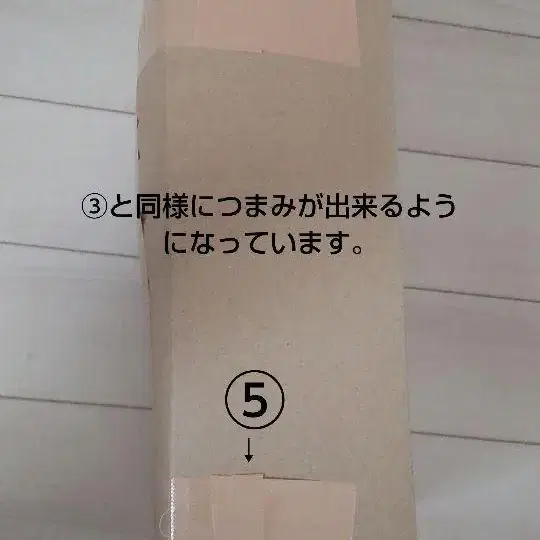 ③と同様につまみが出来るよう
になっています。
⑤
↓